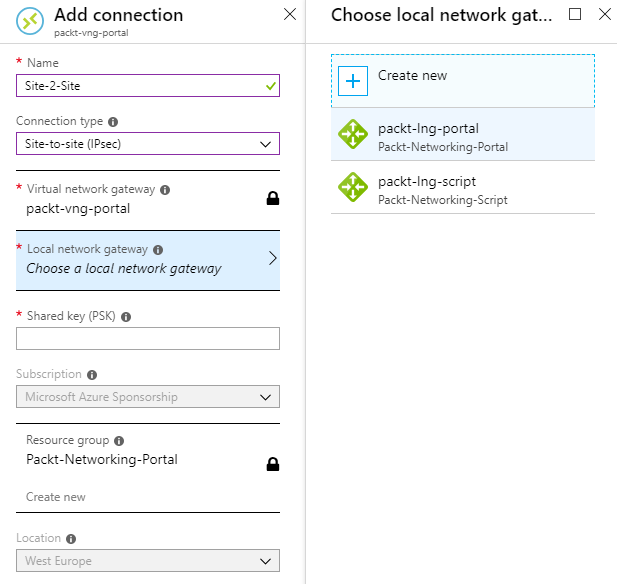 Add connection
packt-vng-portal
* Name
Site-2-Site
Connection type
Site-to-site (IPsec)
* Virtual network gateway
packt-vng-portal
* Local network gateway
Choose a local network gateway
* Shared key (PSK)
Subscription
Microsoft Azure Sponsorship
Resource group
Packt-Networking-Portal
Create new
Location
West Europe
Choose local network gat...
Create new
packt-lng-portal
Packt-Networking-Portal
packt-lng-script
Packt-Networking-Script